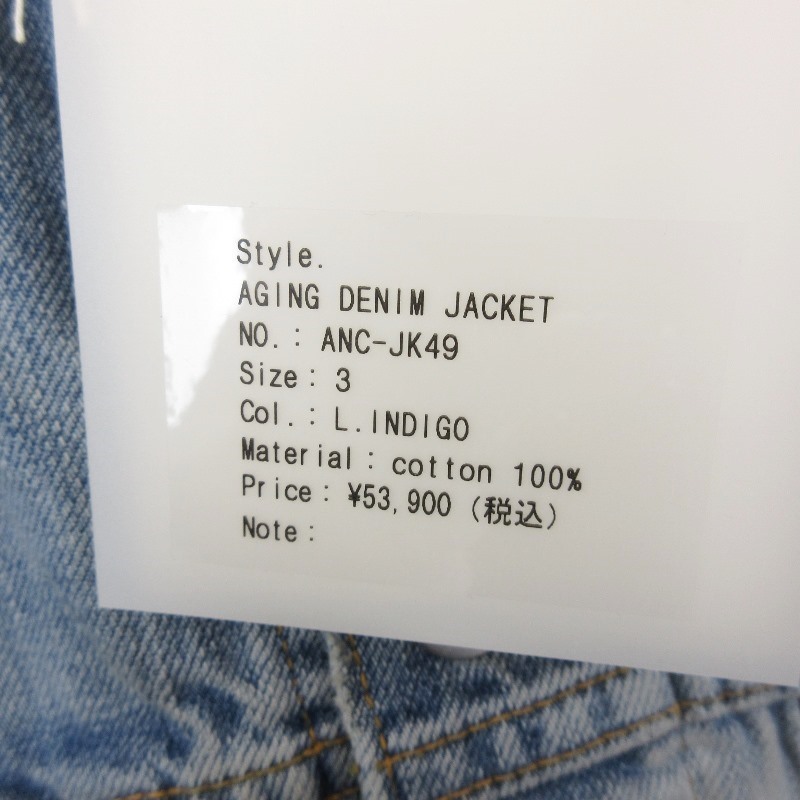 Style.
AGING DENIM JACKET
NO.: ANC-JK49
Size: 3
Col.: L.INDIGO
Material: cotton 100%
Price: ¥53,900 (税込)
Note: